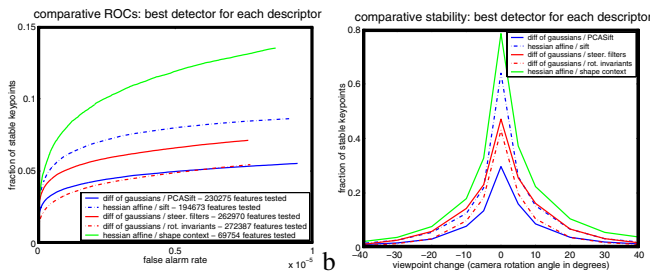 comparative ROCs: best detector for each descriptor
fraction of stable keypoints
0.15
0.1
0.05
0
diff of gaussians / PCASift − 230275 features tested
hessian affine / sift − 194673 features tested
diff of gaussians / steer. filters − 262970 features tested
diff of gaussians / rot. invariants − 272387 features tested
hessian affine / shape context − 69754 features tested
0 0.5 1
false alarm rate
x 10⁻⁵
b
comparative stability: best detector for each descriptor
fraction of stable keypoints
0.8
0.6
0.4
0.2
0
diff of gaussians / PCASift
hessian affine / sift
diff of gaussians / steer. filters
diff of gaussians / rot. invariants
hessian affine / shape context
−40 −30 −20 −10 0 10 20 30 40
viewpoint change (camera rotation angle in degrees)